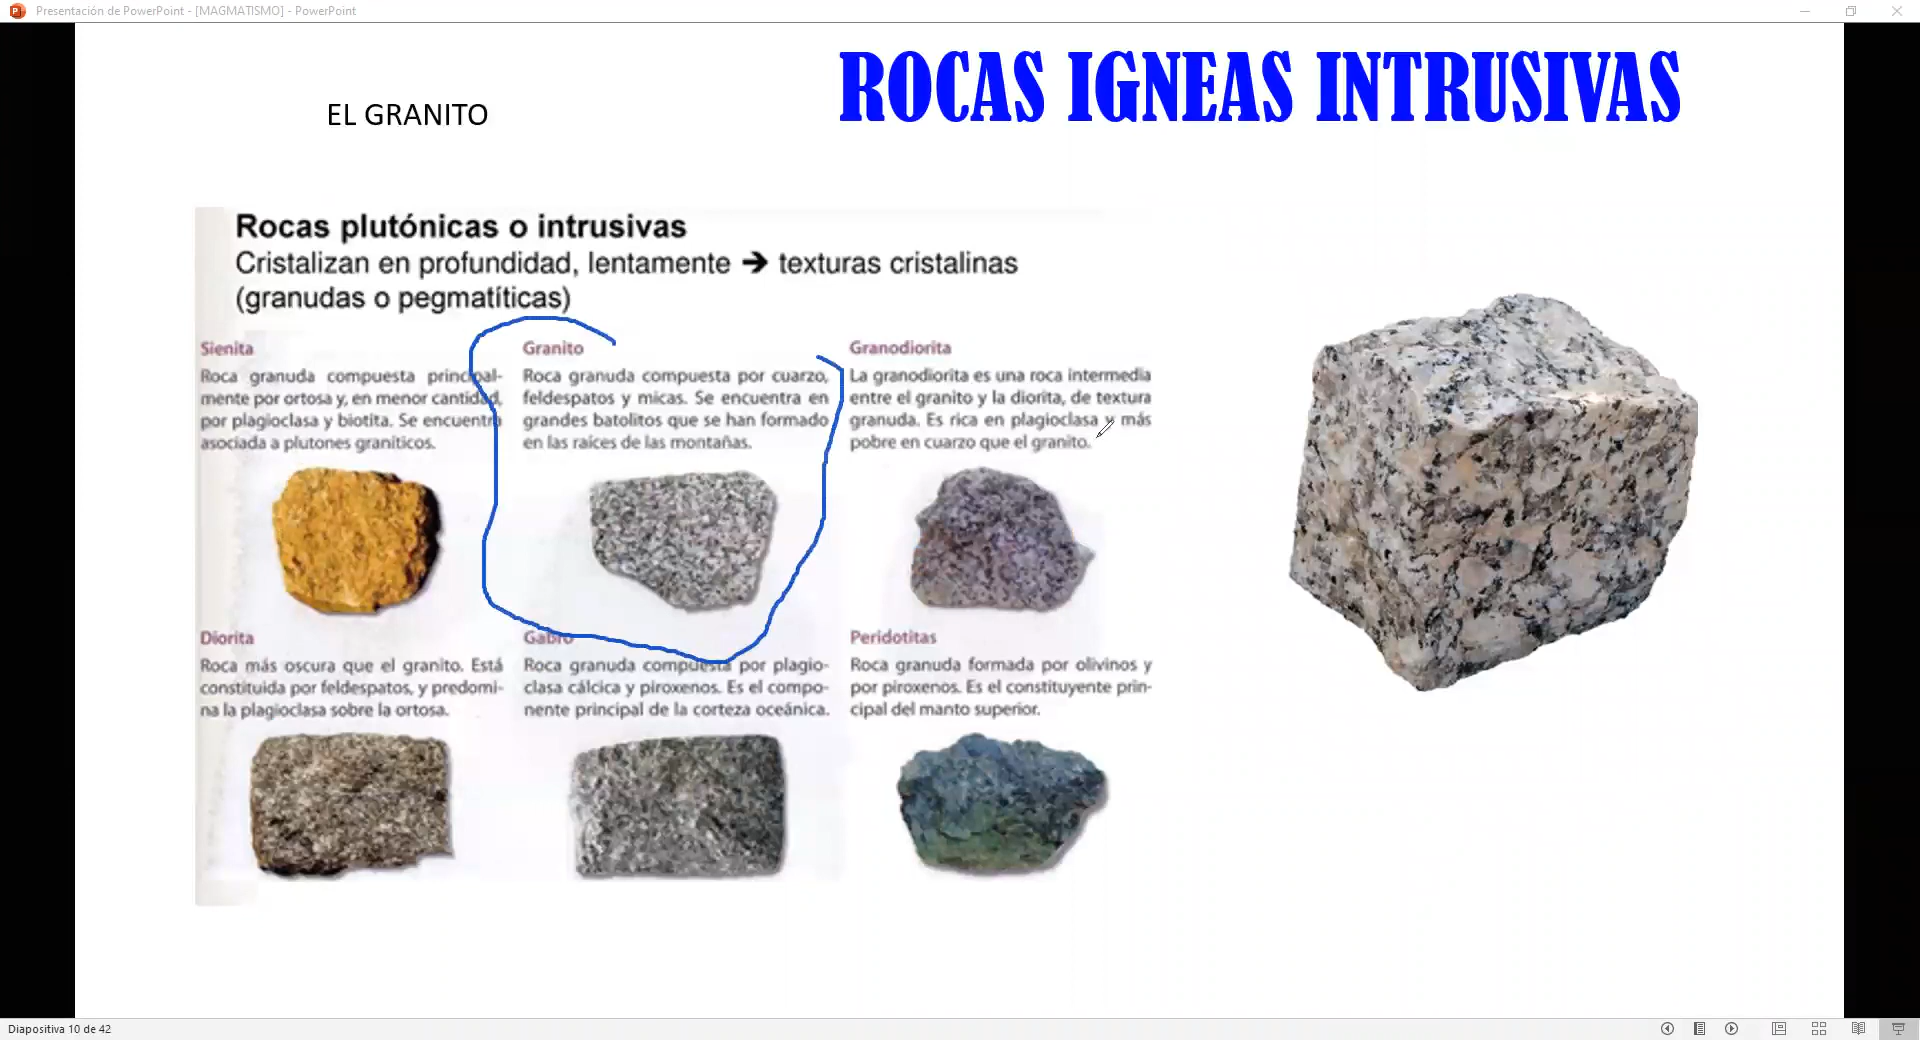 Presentación de PowerPoint - [MAGMATISMO] - PowerPoint
EL GRANITO
ROCAS IGNEAS INTRUSIVAS
Rocas plutónicas o intrusivas
Cristalizan en profundidad, lentamente ➔ texturas cristalinas
(granudas o pegmatíticas)
Sienita
Roca granuda compuesta principal-
mente por ortosa y, en menor cantidad,
por plagioclasa y biotita. Se encuentra
asociada a plutones graníticos.
Granito
Roca granuda compuesta por cuarzo,
feldespatos y micas. Se encuentra en
grandes batolitos que se han formado
en las raíces de las montañas.
Granodiorita
La granodiorita es una roca intermedia
entre el granito y la diorita, de textura
granuda. Es rica en plagioclasa y más
pobre en cuarzo que el granito.
Diorita
Roca más oscura que el granito. Está
constituida por feldespatos, y predomi-
na la plagioclasa sobre la ortosa.
Gabro
Roca granuda compuesta por plagio-
clasa cálcica y piroxenos. Es el compo-
nente principal de la corteza oceánica.
Peridotitas
Roca granuda formada por olivinos y
por piroxenos. Es el constituyente prin-
cipal del manto superior.
Diapositiva 10 de 42